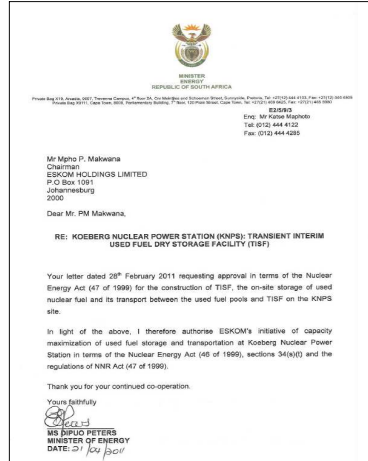 MINISTER
ENERGY
REPUBLIC OF SOUTH AFRICA
E2/5/9/3
Enq: Mr Katse Maphoto
Tel: (012) 444 4122
Fax: (012) 444 4285
Mr Mpho P. Makwana
Chairman
ESKOM HOLDINGS LIMITED
P.O Box 1091
Johannesburg
2000
Dear Mr. PM Makwana,
RE: KOEBERG NUCLEAR POWER STATION (KNPS): TRANSIENT INTERIM
USED FUEL DRY STORAGE FACILITY (TISF)
Your letter dated 28th February 2011 requesting approval in terms of the Nuclear
Energy Act (47 of 1999) for the construction of TISF, the on-site storage of used
nuclear fuel and its transport between the used fuel pools and TISF on the KNPS
site.
In light of the above, I therefore authorise ESKOM's initiative of capacity
maximization of used fuel storage and transportation at Koeberg Nuclear Power
Station in terms of the Nuclear Energy Act (46 of 1999), sections 34(s)(t) and the
regulations of NNR Act (47 of 1999).
Thank you for your continued co-operation.
Yours faithfully
MS DIPUO PETERS
MINISTER OF ENERGY
DATE: 21/04/2011